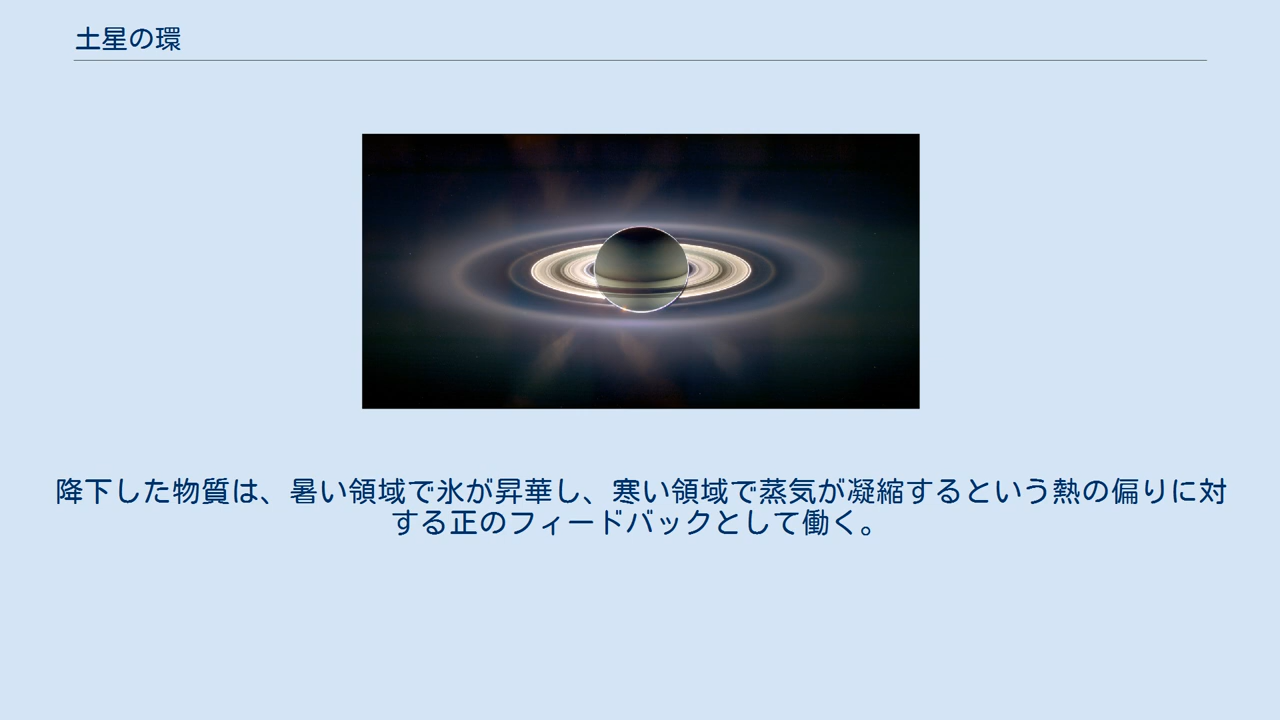 土星の環
降下した物質は、暑い領域で氷が昇華し、寒い領域で蒸気が凝縮するという熱の偏りに対
する正のフィードバックとして働く。